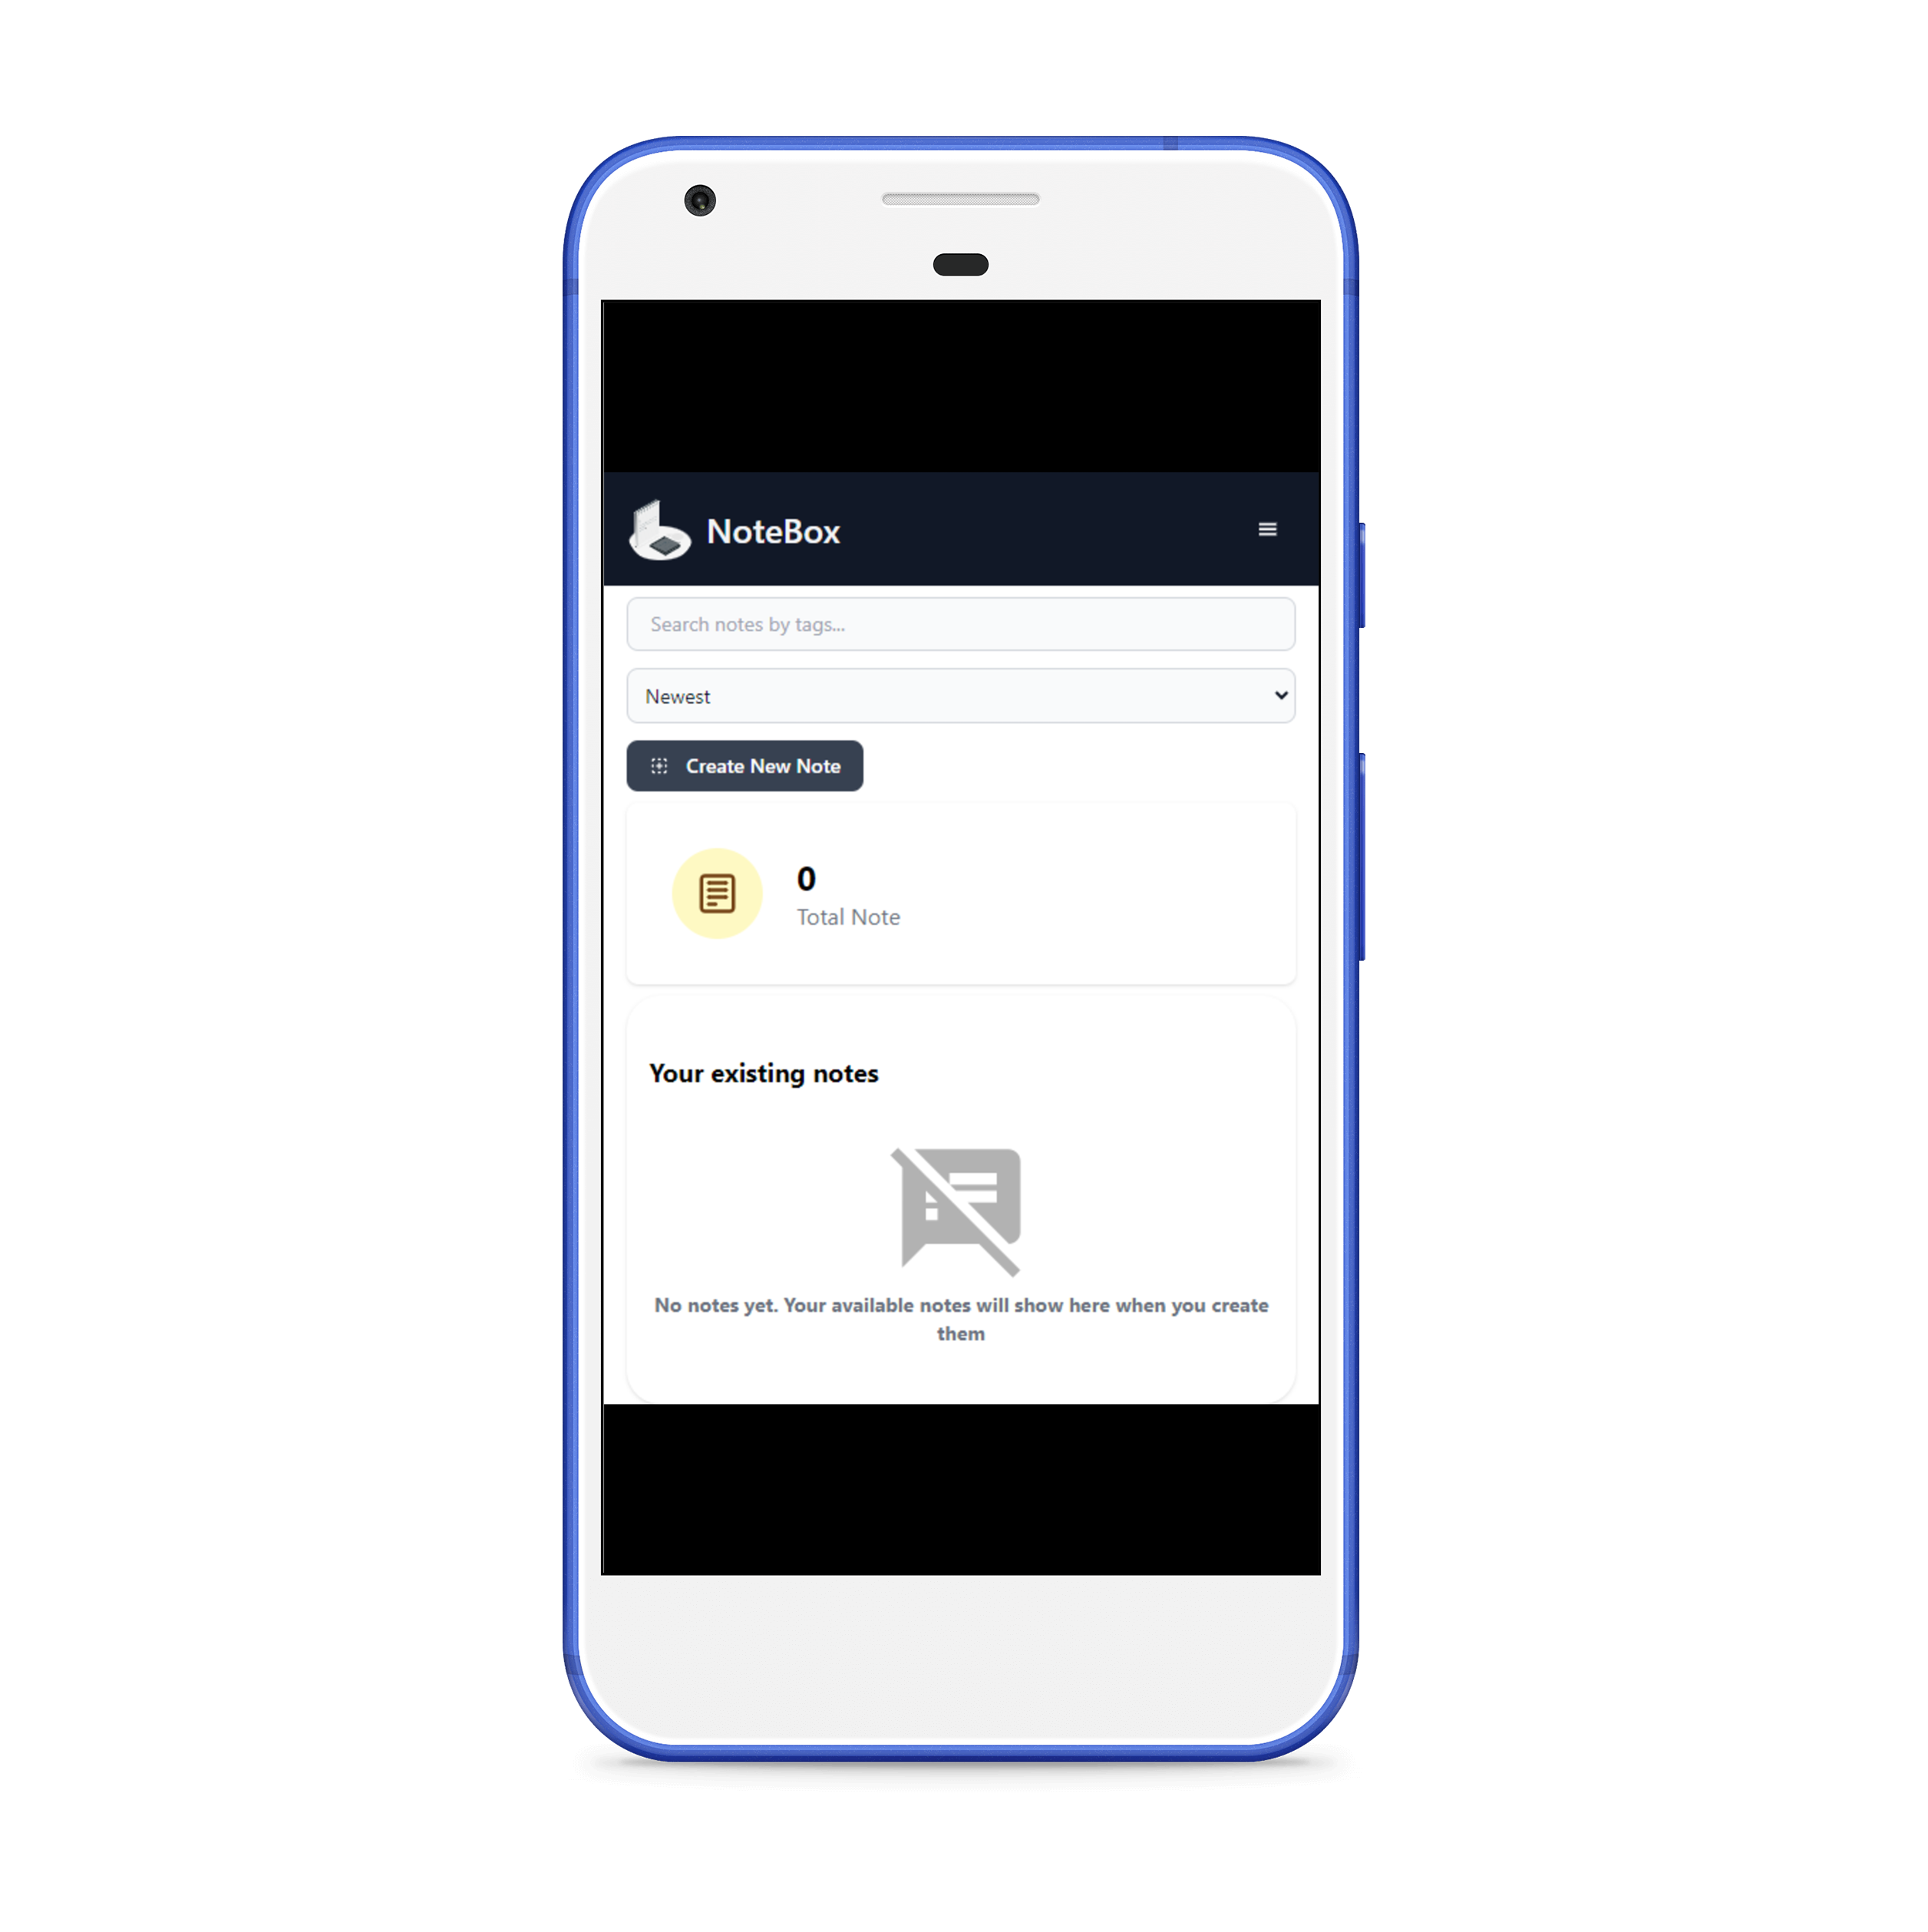 NoteBox
Search notes by tags...
Newest
Create New Note
0
Total Note
Your existing notes
No notes yet. Your available notes will show here when you create
them